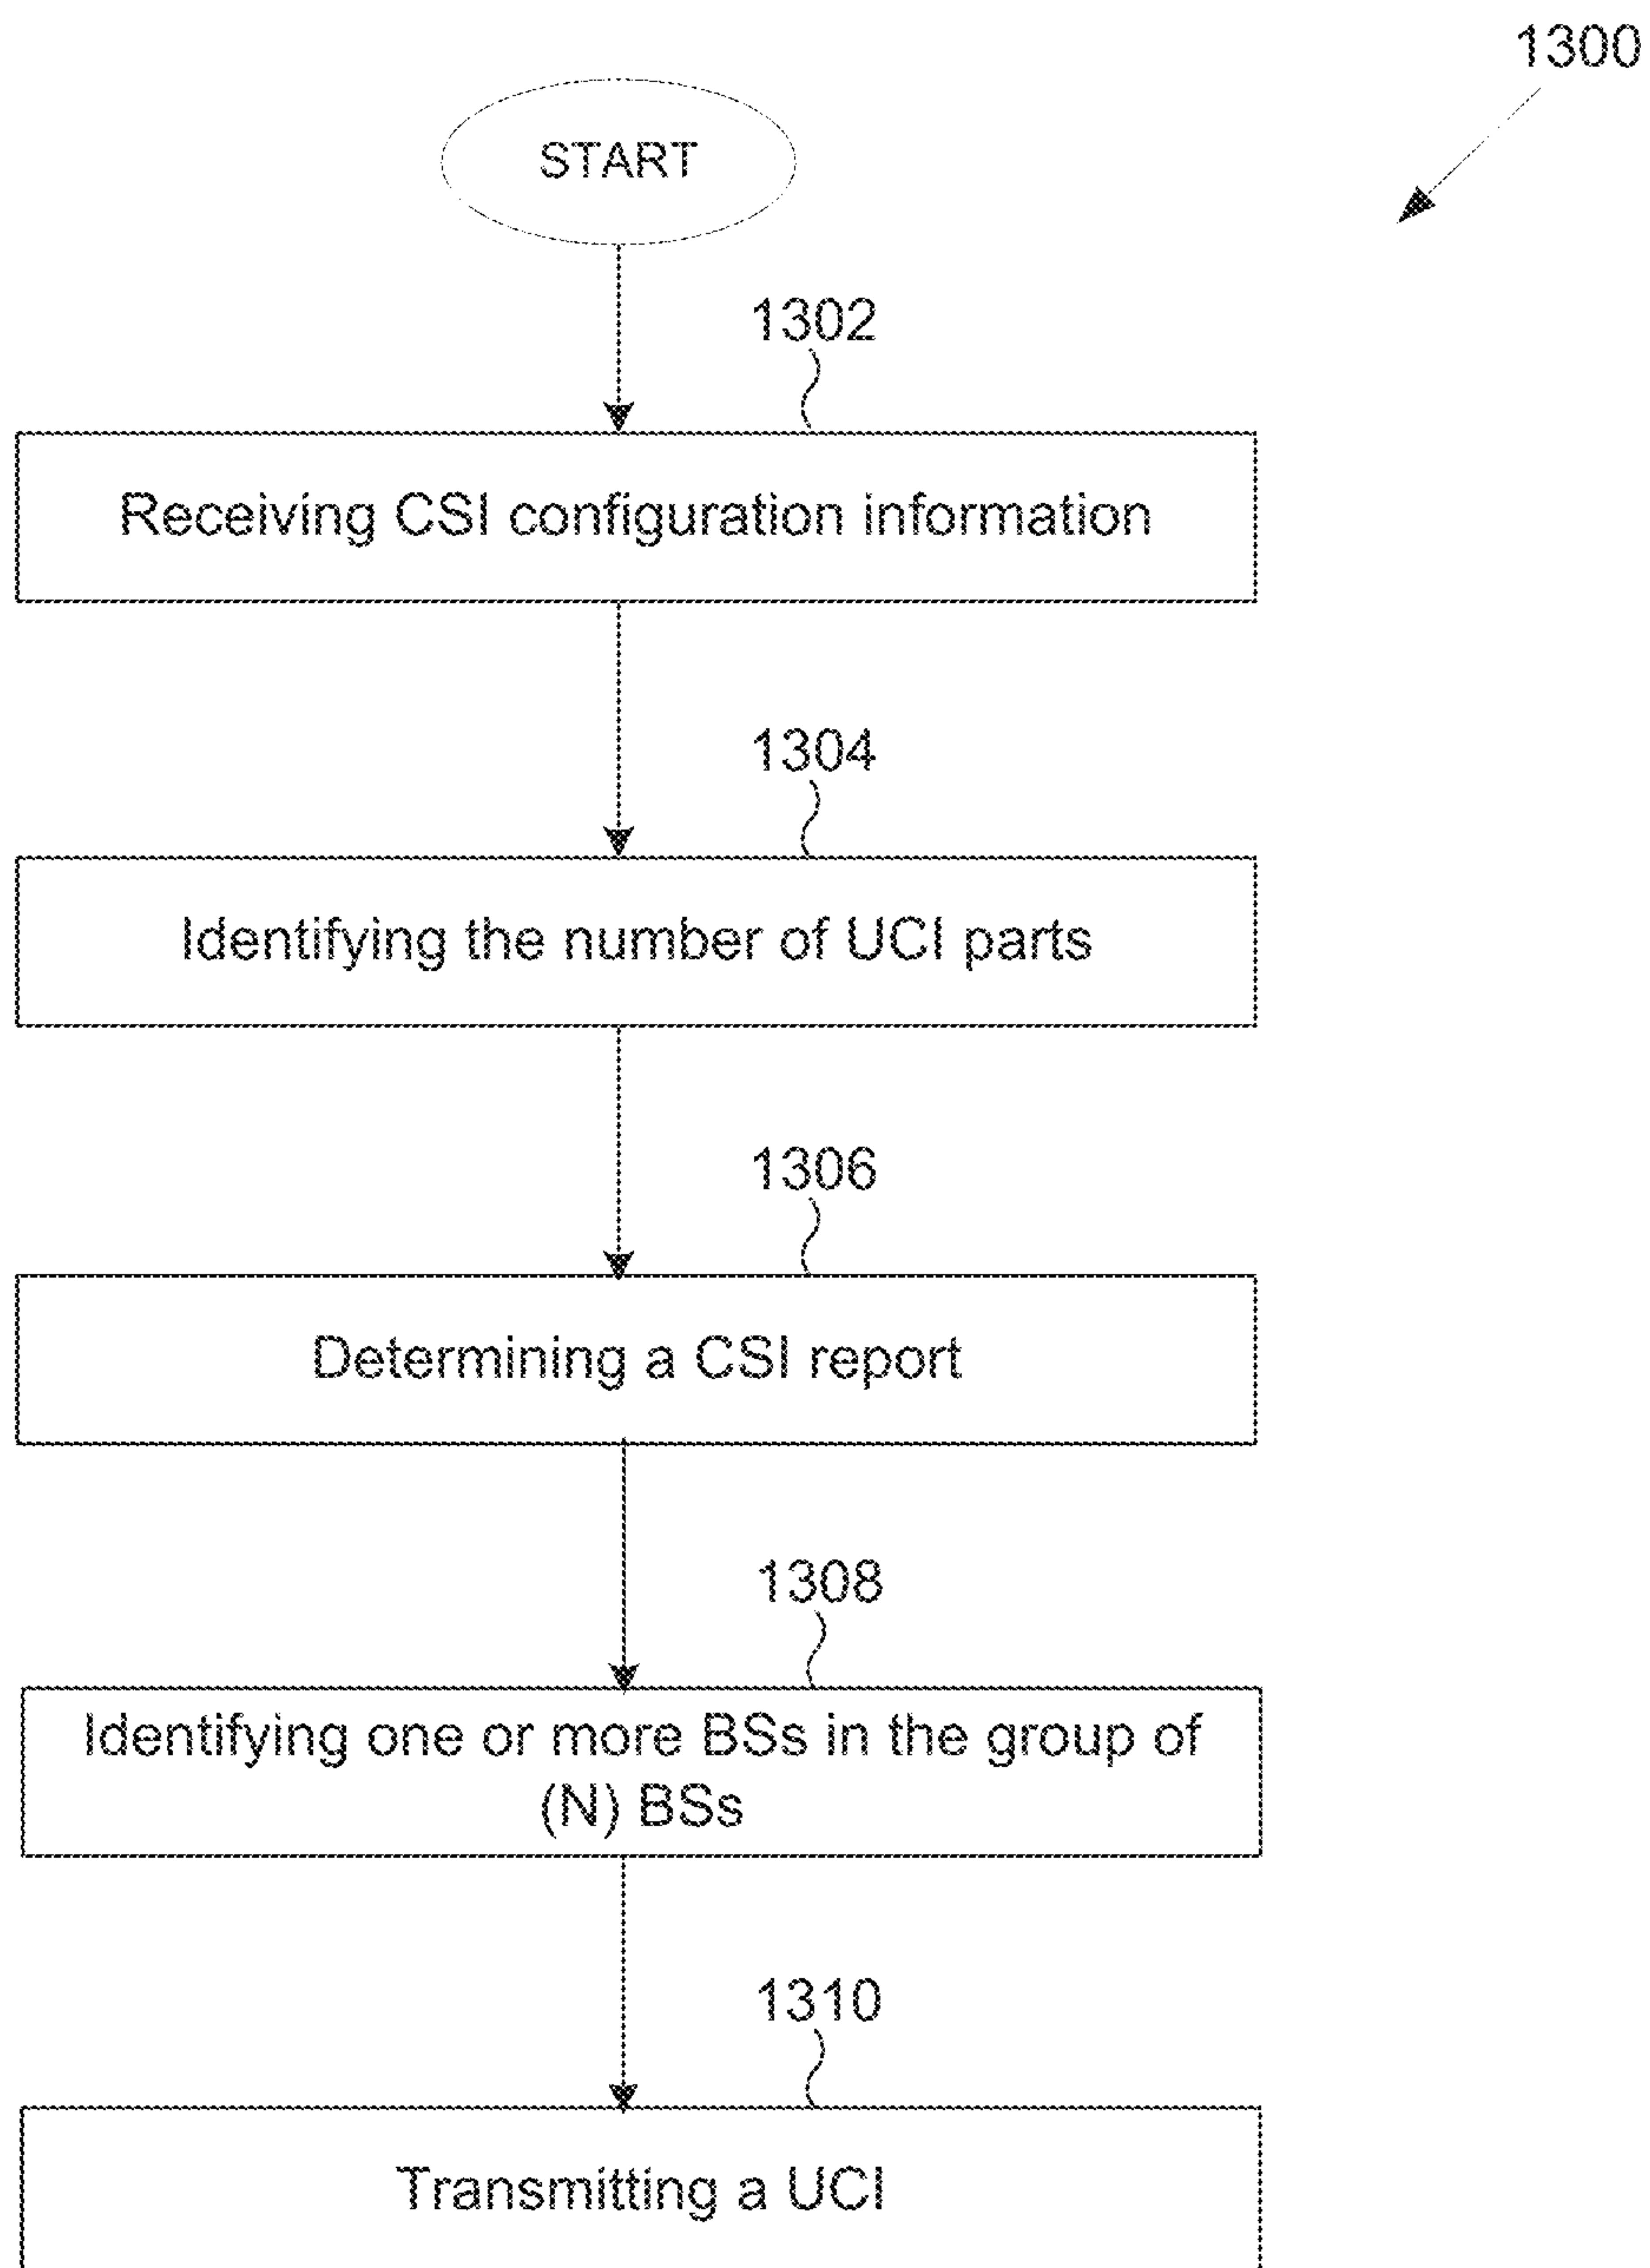 1300
START
1302
Receiving CSI configuration information
1304
Identifying the number of UCI parts
1306
Determining a CSI report
1308
Identifying one or more BSs in the group of
(N) BSs
1310
Transmitting a UCI